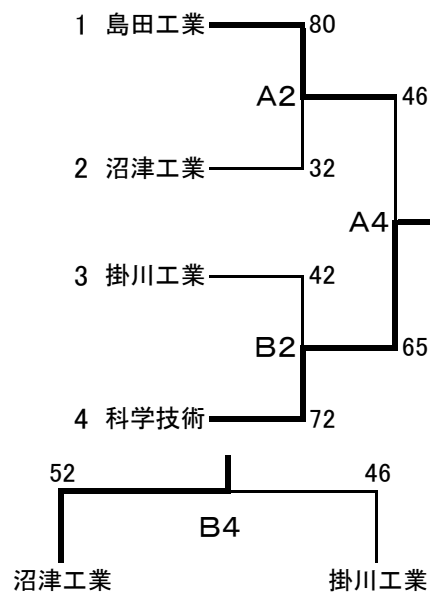 1 島田工業 80
A2 46
2 沼津工業 32
A4
3 掛川工業 42
B2 65
4 科学技術 72
52 46
B4
沼津工業 掛川工業